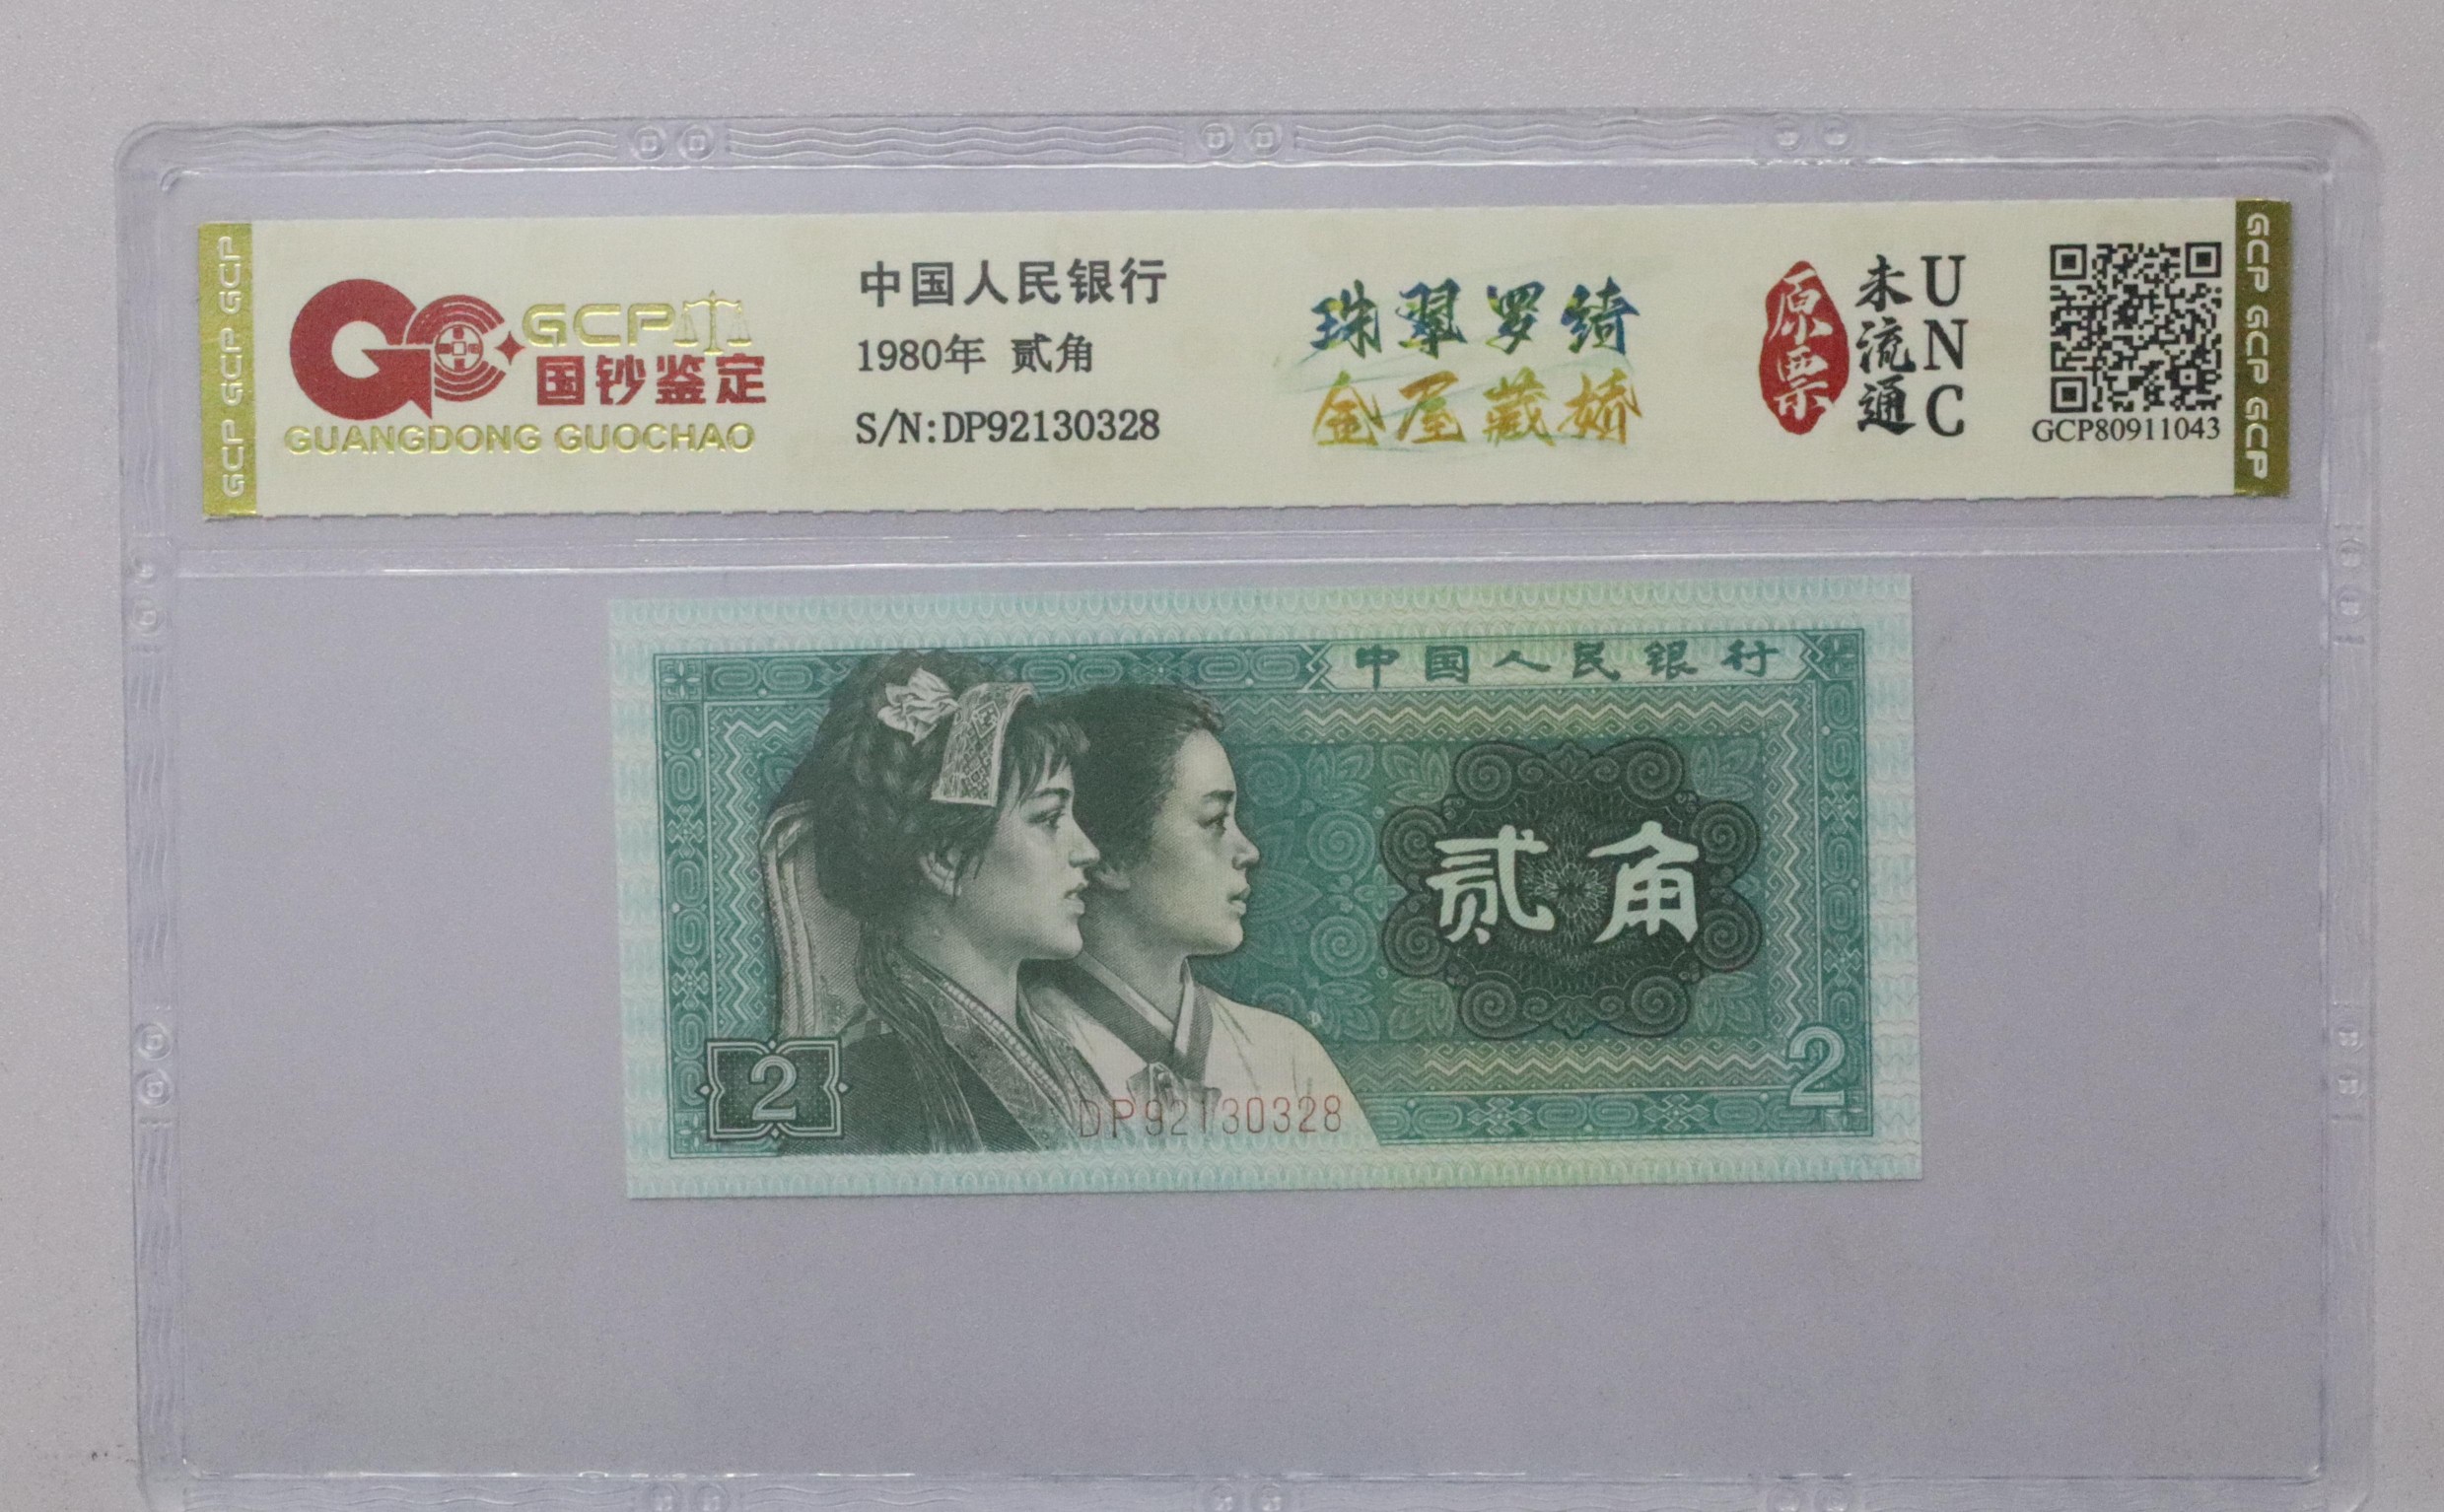 GCP GCP GCP
GCP
国钞鉴定
GUANGDONG GUOCHAO
中国人民银行
1980年 贰角
S/N:DP92130328
珠翠罗绮
金屋藏娇
原票
未流通
UNC
GCP80911043
GCP GCP GCP
中国人民银行
贰角
2
2
DP92130328